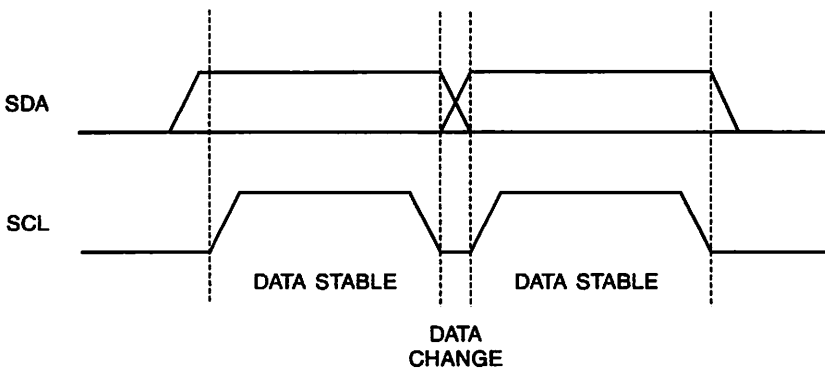 SDA
SCL
DATA STABLE
DATA STABLE
DATA
CHANGE